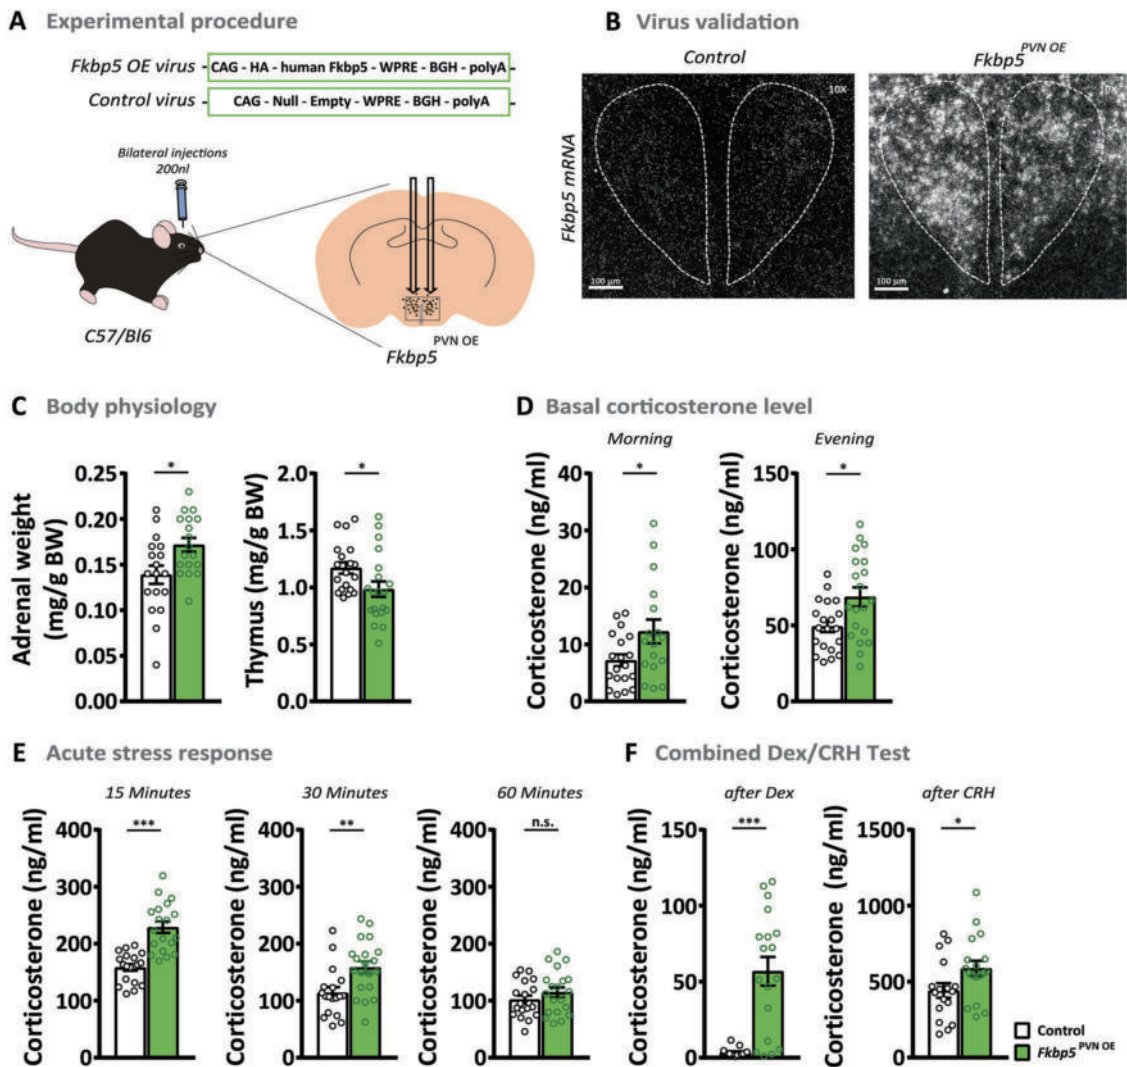 A Experimental procedure
Fkbp5 OE virus
CAG - HA - human Fkbp5 - WPRE - BGH - polyA
Control virus
CAG - Null - Empty - WPRE - BGH - polyA
Bilateral injections
200nl
C57/Bl6
Fkbp5 PVN OE
B Virus validation
Control
Fkbp5 PVN OE
Fkbp5 mRNA
10X
100 µm
10X
100 µm
C Body physiology
Adrenal weight
(mg/g BW)
0.25
0.20
0.15
0.10
0.05
0.00
*
Thymus (mg/g BW)
2.0
1.5
1.0
0.5
0.0
*
D Basal corticosterone level
Morning
Corticosterone (ng/ml)
40
30
20
10
0
*
Evening
Corticosterone (ng/ml)
150
100
50
0
*
E Acute stress response
15 Minutes
Corticosterone (ng/ml)
400
300
200
100
0
***
30 Minutes
Corticosterone (ng/ml)
400
300
200
100
0
**
60 Minutes
Corticosterone (ng/ml)
400
300
200
100
0
n.s.
F Combined Dex/CRH Test
after Dex
Corticosterone (ng/ml)
150
100
50
0
***
after CRH
Corticosterone (ng/ml)
1500
1000
500
0
*
Control
Fkbp5 PVN OE